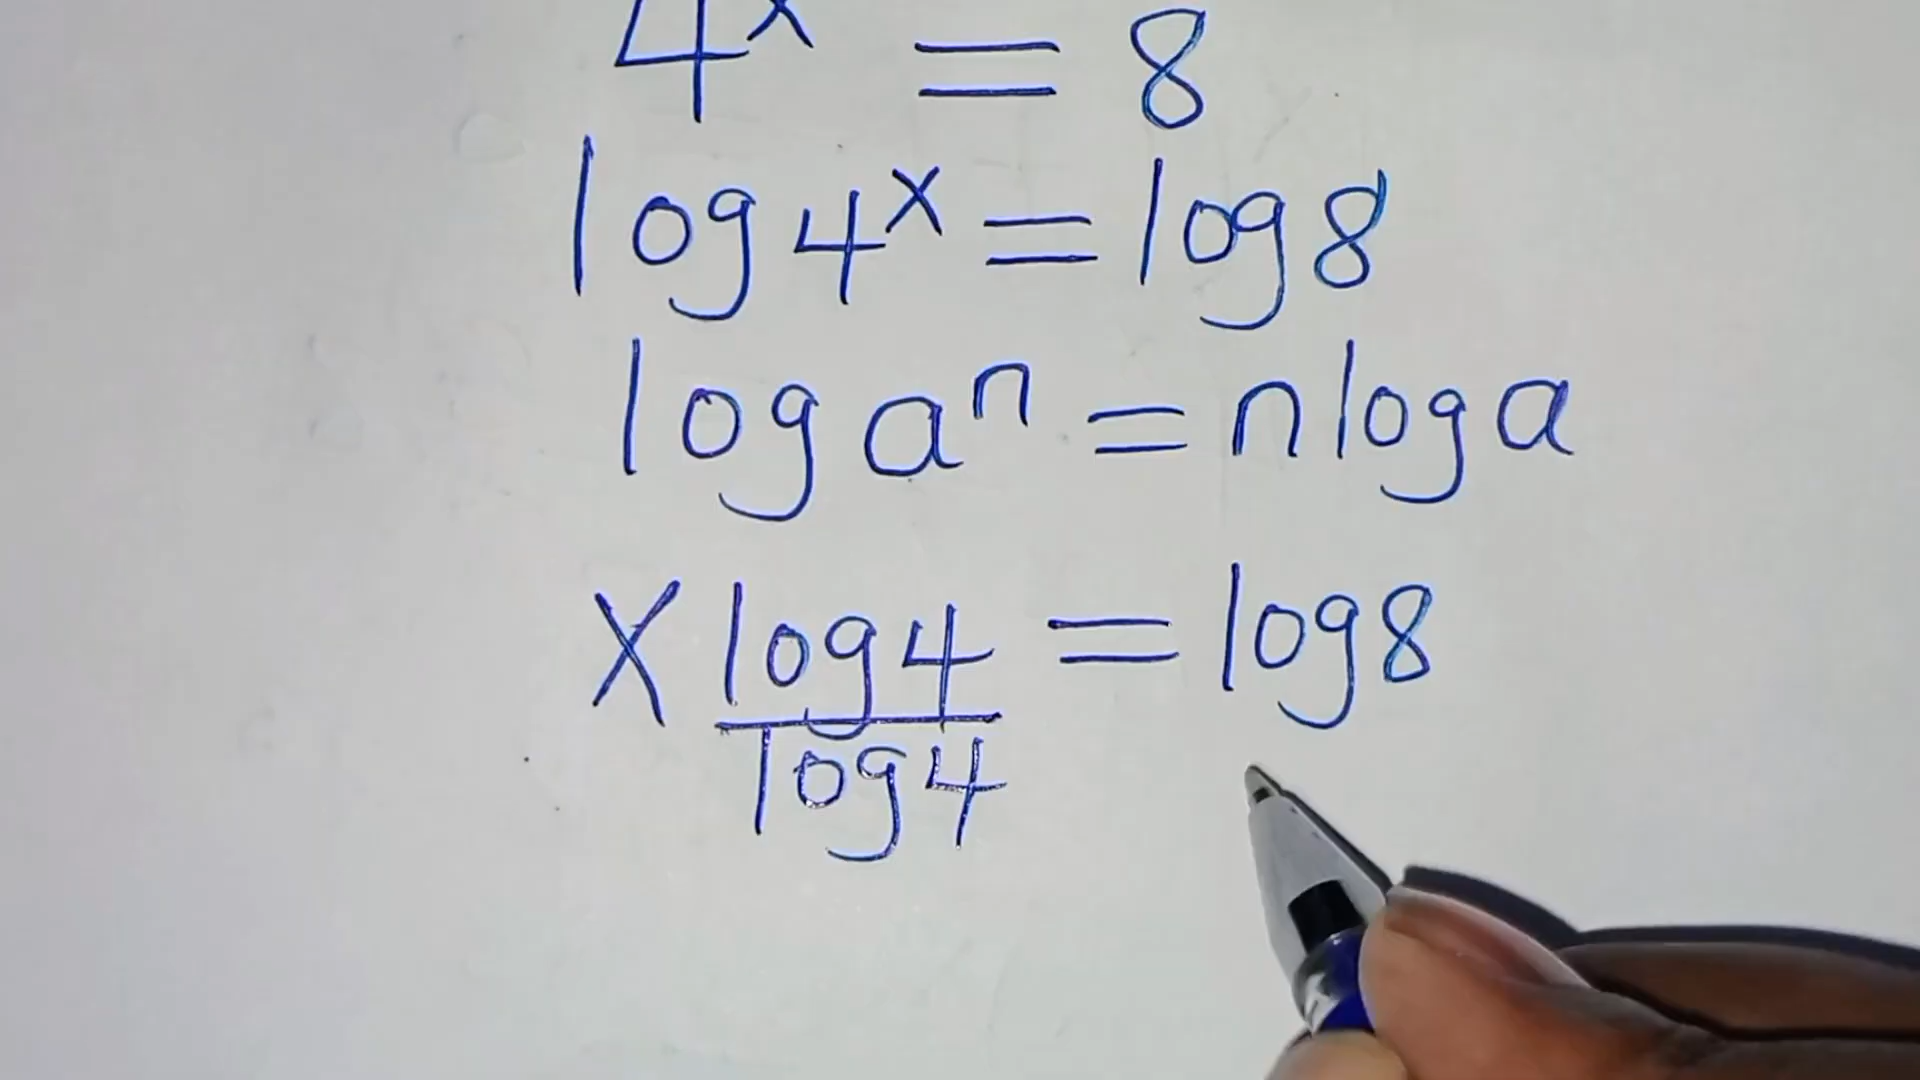 4^x = 8
log 4^x = log 8
log a^n = n log a
x log 4 = log 8
log 4